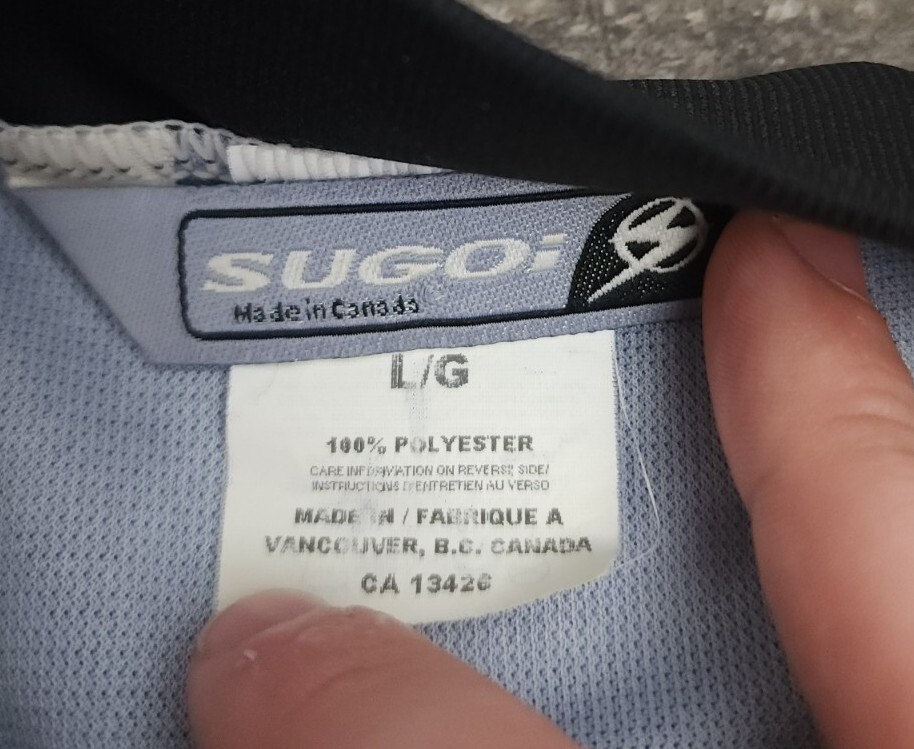 SUGOi
Made in Canada
L/G
100% POLYESTER
CARE INFORMATION ON REVERSE SIDE/
INSTRUCTIONS D'ENTRETIEN AU VERSO
MADE IN / FABRIQUE A
VANCOUVER, B.C. CANADA
CA 13426